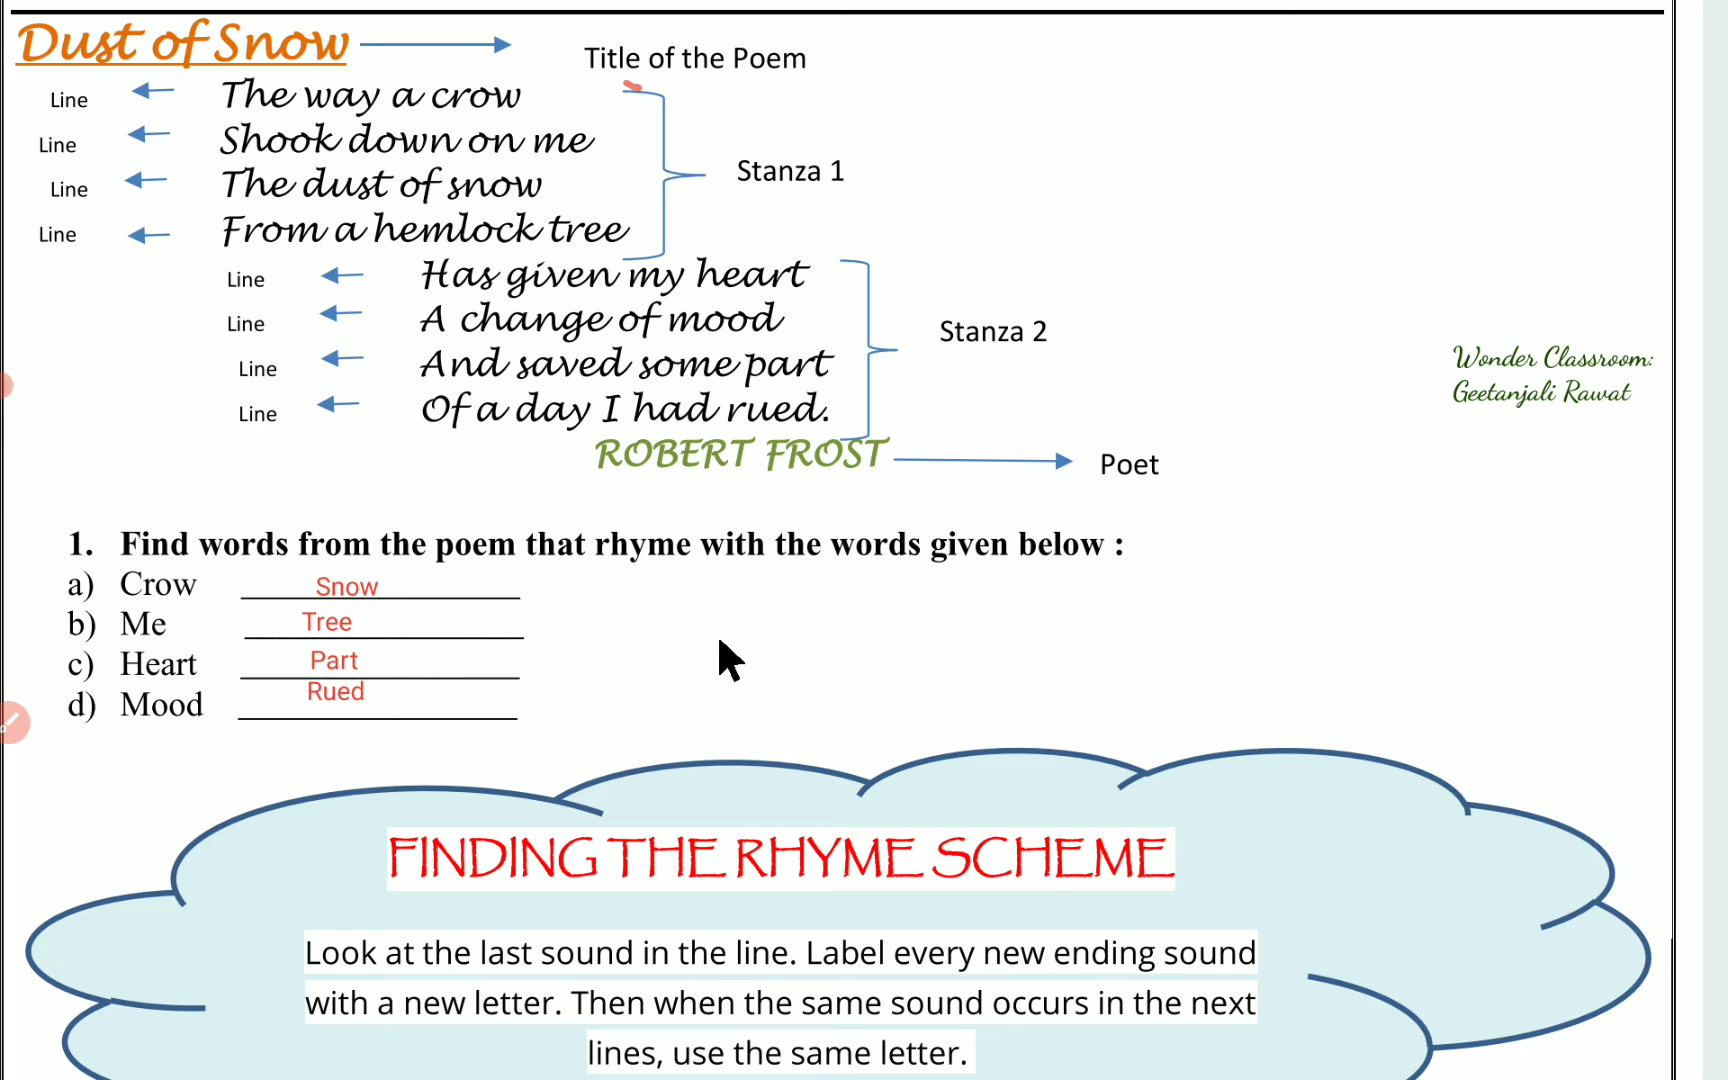 Dust of Snow
Title of the Poem
Line The way a crow
Line Shook down on me
Line The dust of snow
Line From a hemlock tree
Stanza 1
Line Has given my heart
Line A change of mood
Line And saved some part
Line Of a day I had rued.
Stanza 2
ROBERT FROST
Poet
Wonder Classroom:
Geetanjali Rawat
1. Find words from the poem that rhyme with the words given below :
a) Crow Snow
b) Me Tree
c) Heart Part
d) Mood Rued
FINDING THE RHYME SCHEME
Look at the last sound in the line. Label every new ending sound
with a new letter. Then when the same sound occurs in the next
lines, use the same letter.